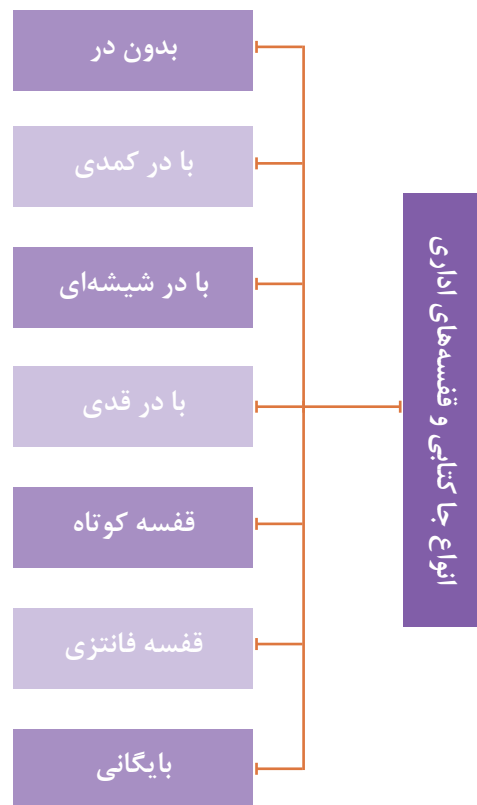 انواع جا کتابی و قفسه‌های اداری
بدون در
با در کمدی
با در شیشه‌ای
با در قدی
قفسه کوتاه
قفسه فانتزی
بایگانی